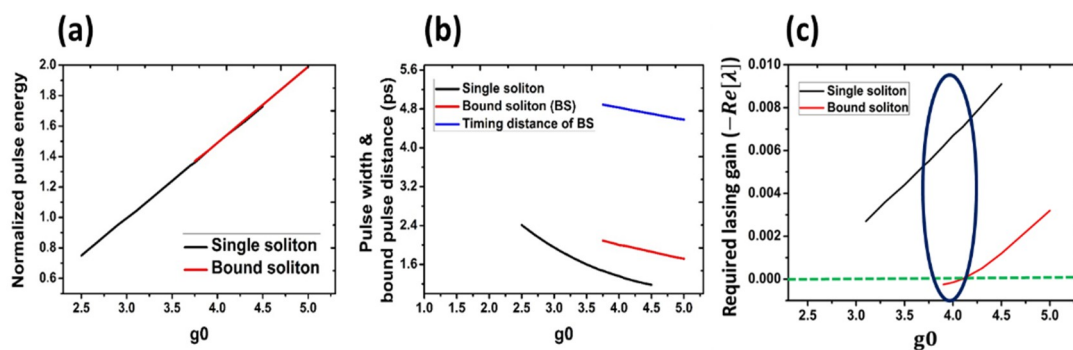 (a)
Normalized pulse energy
2.0
1.8
1.6
1.4
1.2
1.0
0.8
0.6
Single soliton
Bound soliton
2.5 3.0 3.5 4.0 4.5 5.0
g0
(b)
Pulse width &
bound pulse distance (ps)
5.6
4.8
4.0
3.2
2.4
1.6
0.8
Single soliton
Bound soliton (BS)
Timing distance of BS
1.0 1.5 2.0 2.5 3.0 3.5 4.0 4.5 5.0
g0
(c)
Required lasing gain (−Re[λ])
0.010
0.008
0.006
0.004
0.002
0.000
Single soliton
Bound soliton
2.5 3.0 3.5 4.0 4.5 5.0
g0